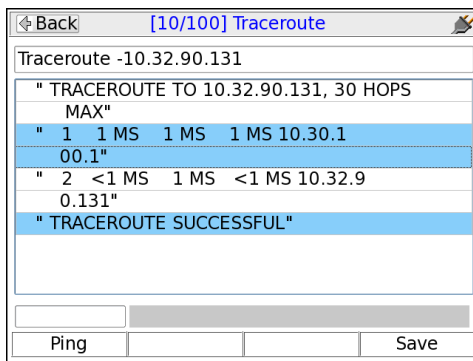 Back [10/100] Traceroute
Traceroute -10.32.90.131
" TRACEROUTE TO 10.32.90.131, 30 HOPS
MAX"
" 1 1 MS 1 MS 1 MS 10.30.1
00.1"
" 2 <1 MS 1 MS <1 MS 10.32.9
0.131"
" TRACEROUTE SUCCESSFUL"
Ping Save